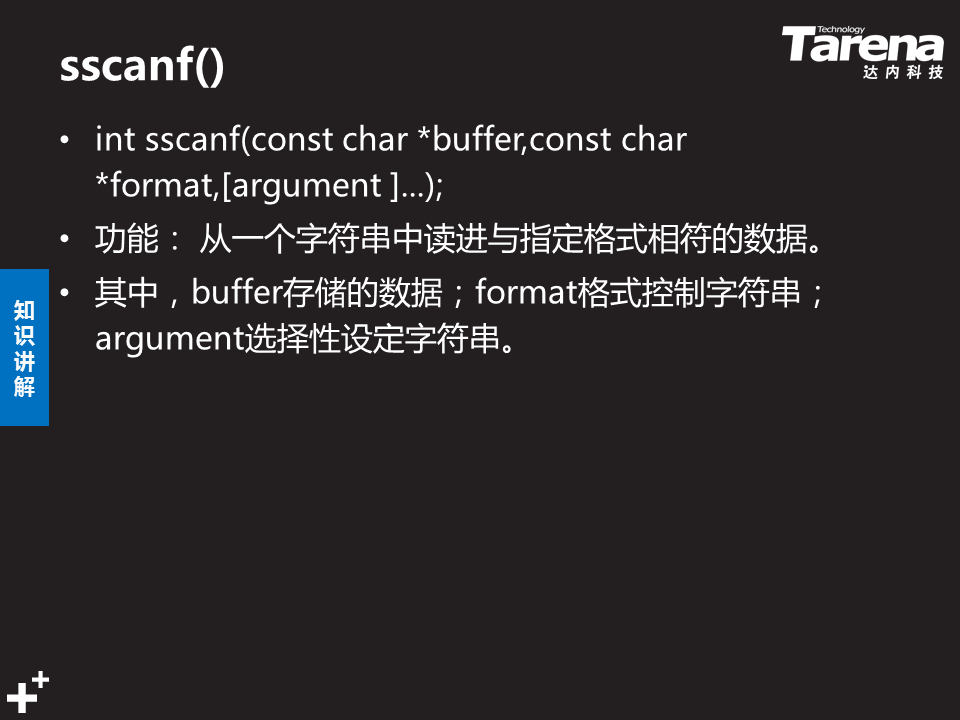 sscanf()
Technology
Tarena
达内科技
• int sscanf(const char *buffer,const char
*format,[argument ]...);
• 功能： 从一个字符串中读进与指定格式相符的数据。
• 其中，buffer存储的数据；format格式控制字符串；
argument选择性设定字符串。
知
识
讲
解